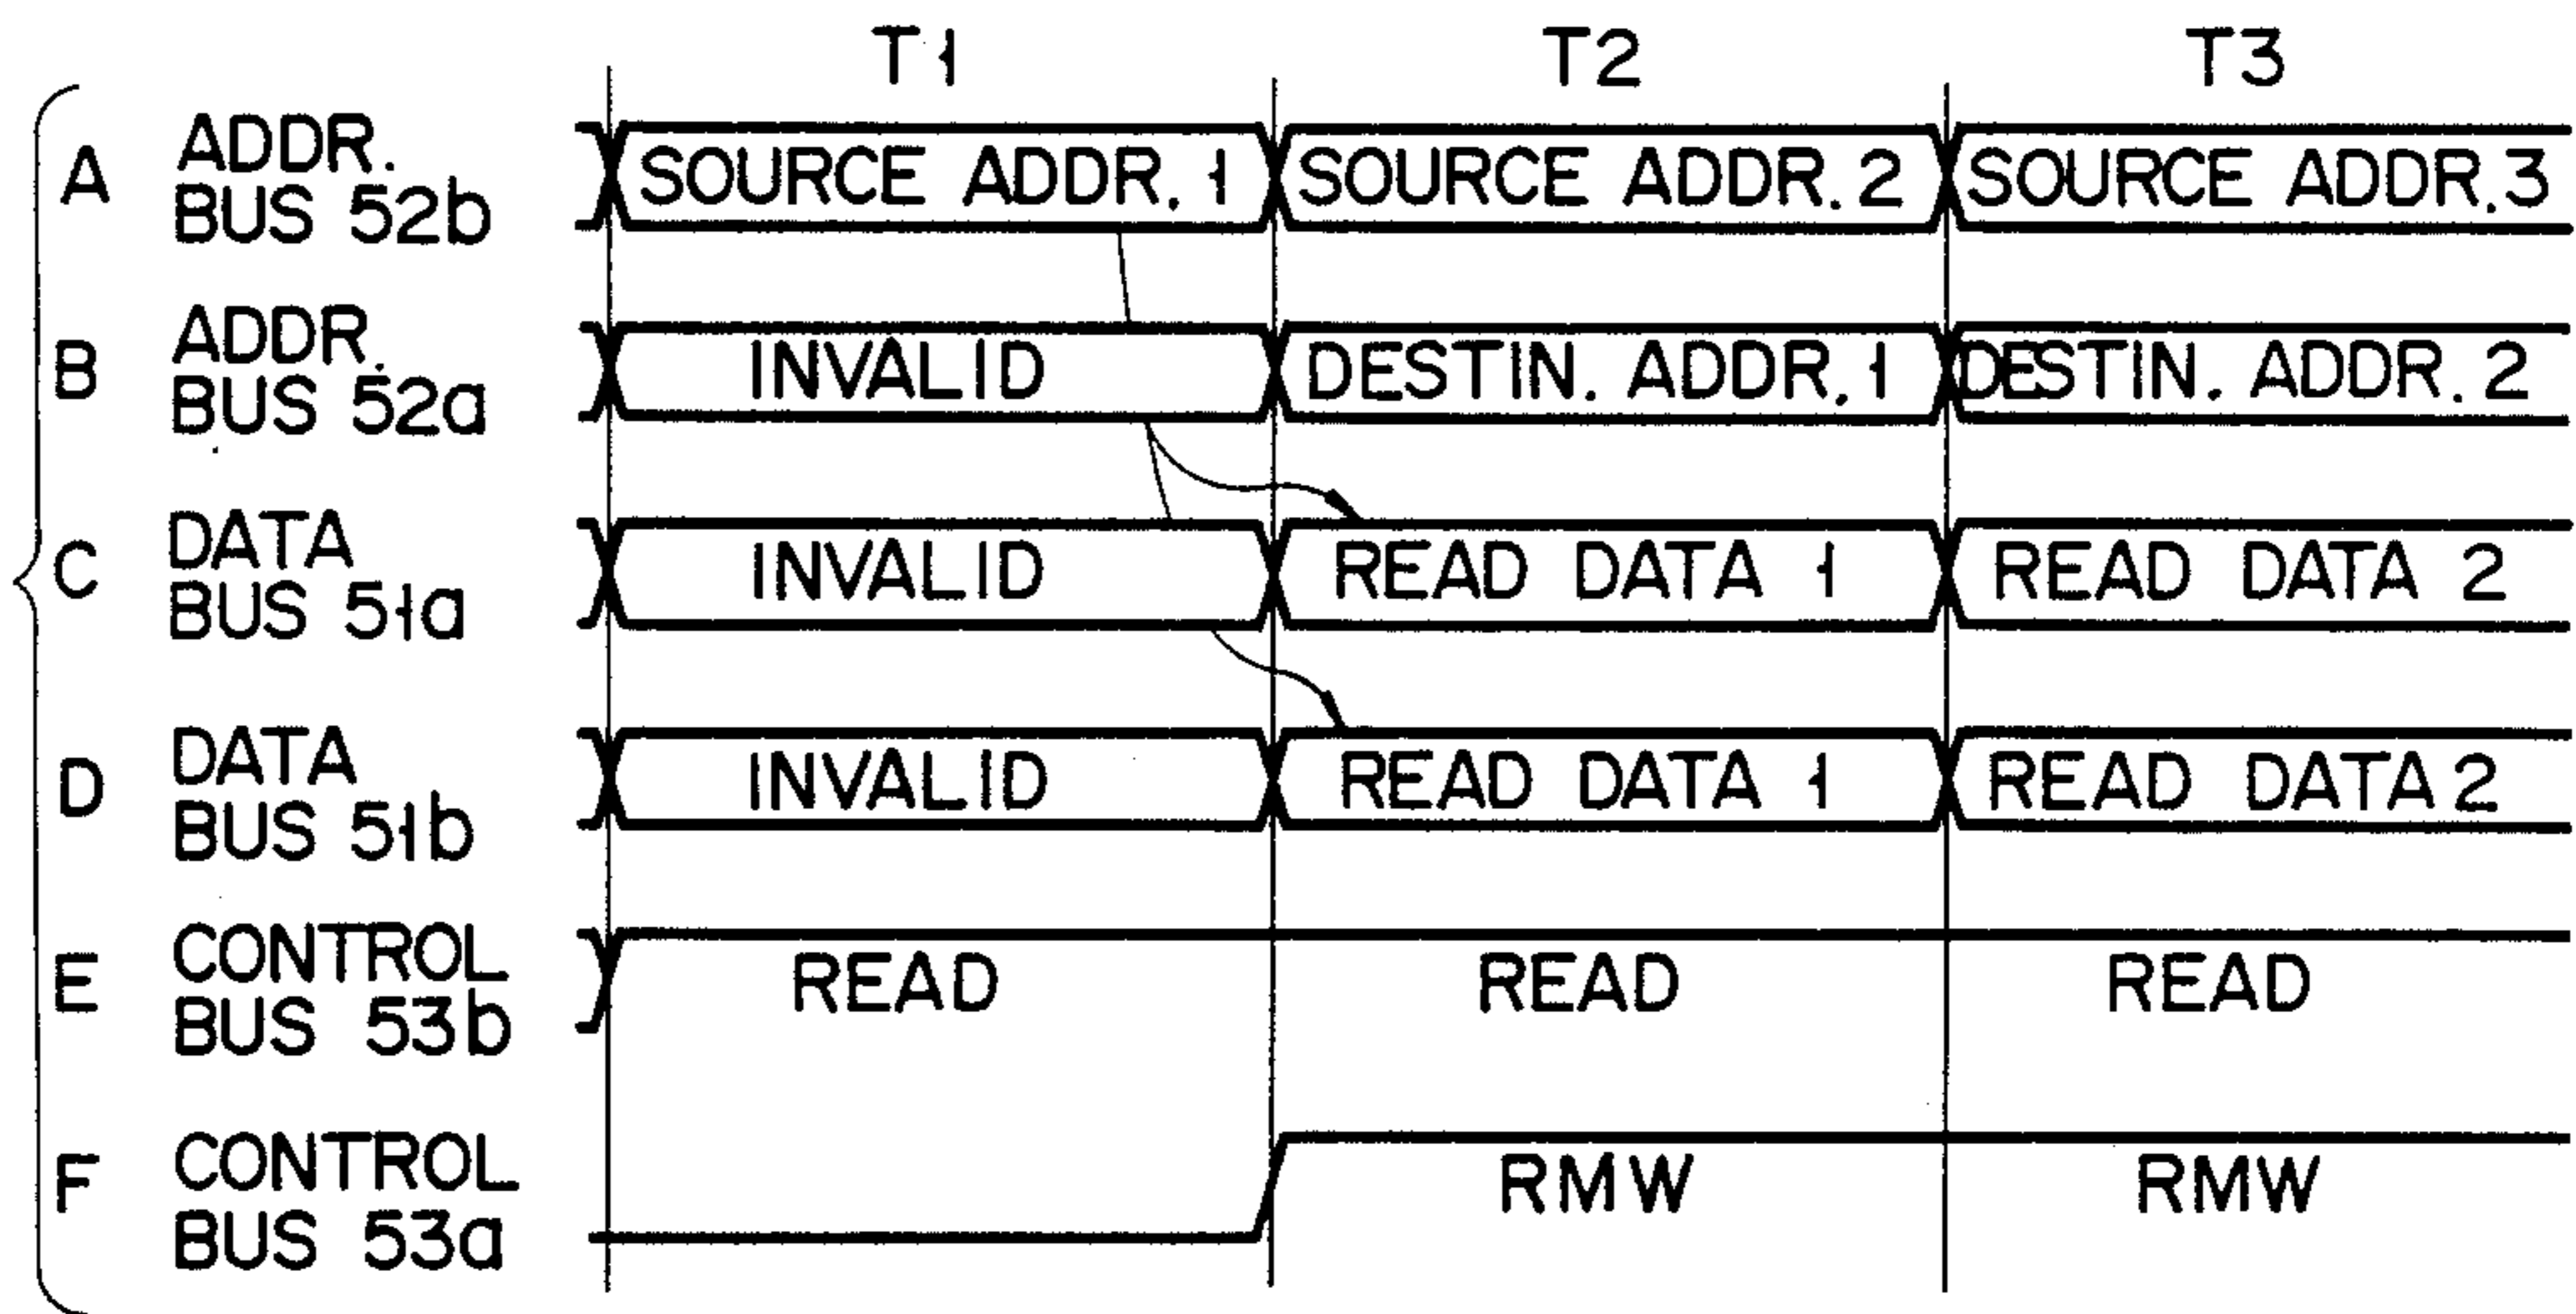 T1 T2 T3
A ADDR. BUS 52b SOURCE ADDR. 1 SOURCE ADDR. 2 SOURCE ADDR. 3
B ADDR. BUS 52a INVALID DESTIN. ADDR. 1 DESTIN. ADDR. 2
C DATA BUS 51a INVALID READ DATA 1 READ DATA 2
D DATA BUS 51b INVALID READ DATA 1 READ DATA 2
E CONTROL BUS 53b READ READ READ
F CONTROL BUS 53a RMW RMW